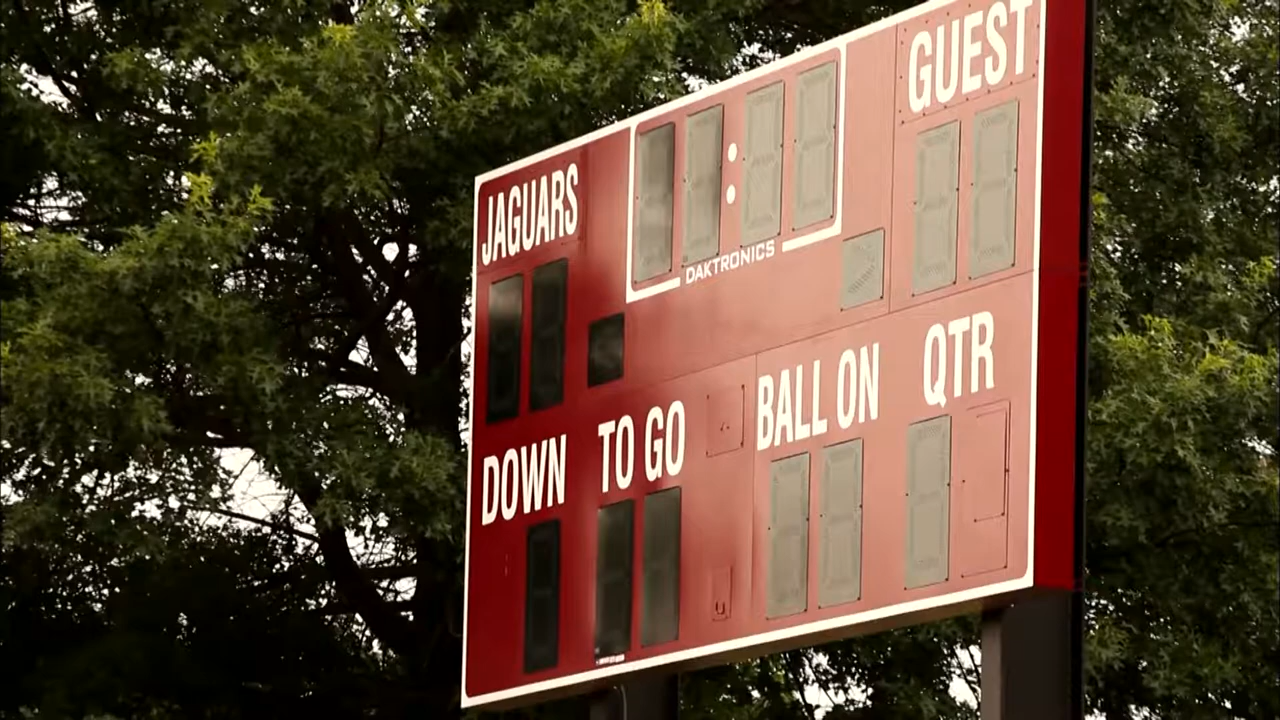 JAGUARS
GUEST
DAKTRONICS
DOWN
TO GO
BALL ON
QTR